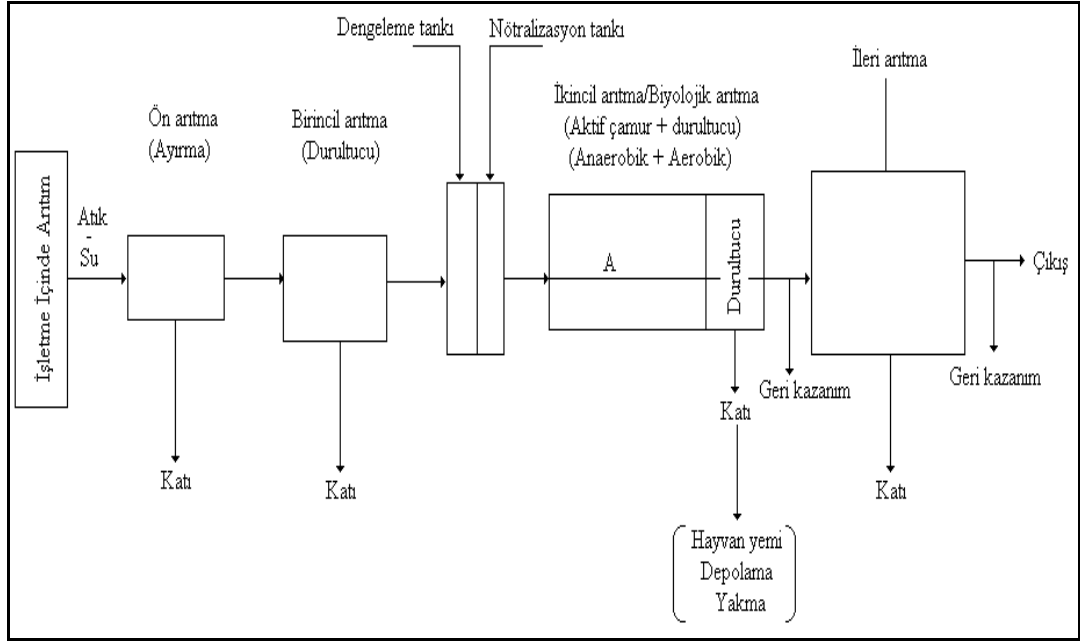 Dengeleme tankı
Nötralizasyon tankı
İleri arıtma
İkincil arıtma/Biyolojik arıtma
(Aktif çamur + durultucu)
(Anaerobik + Aerobik)
Ön arıtma
(Ayırma)
Birincil arıtma
(Durultucu)
İşletme İçinde Arıtım
Atık
-
Su
A
Durultucu
Çıkış
Geri kazanım
Geri kazanım
Katı
Katı
Katı
Katı
Hayvan yemi
Depolama
Yakma